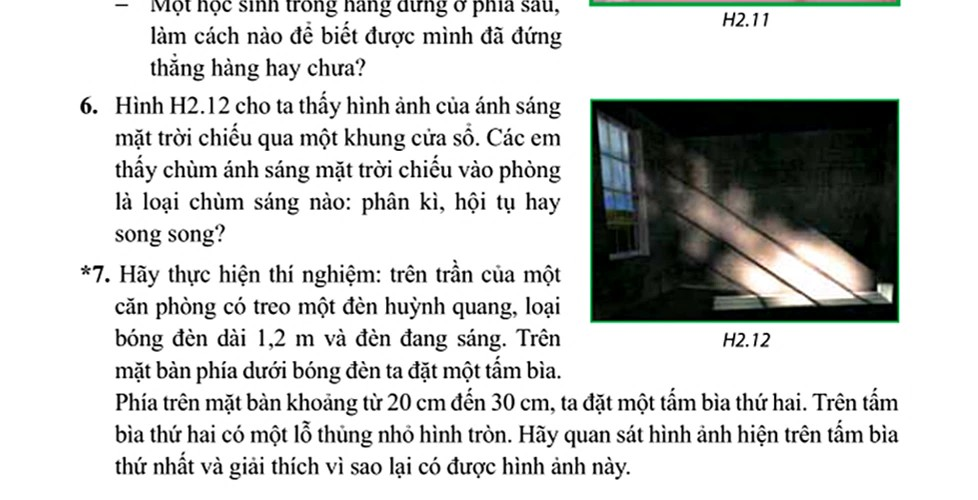 – Một học sinh trong hàng đứng ở phía sau,
làm cách nào để biết được mình đã đứng
thẳng hàng hay chưa?
H2.11
6. Hình H2.12 cho ta thấy hình ảnh của ánh sáng
mặt trời chiếu qua một khung cửa sổ. Các em
thấy chùm ánh sáng mặt trời chiếu vào phòng
là loại chùm sáng nào: phân kì, hội tụ hay
song song?
*7. Hãy thực hiện thí nghiệm: trên trần của một
căn phòng có treo một đèn huỳnh quang, loại
bóng đèn dài 1,2 m và đèn đang sáng. Trên
mặt bàn phía dưới bóng đèn ta đặt một tấm bìa.
H2.12
Phía trên mặt bàn khoảng từ 20 cm đến 30 cm, ta đặt một tấm bìa thứ hai. Trên tấm
bìa thứ hai có một lỗ thủng nhỏ hình tròn. Hãy quan sát hình ảnh hiện trên tấm bìa
thứ nhất và giải thích vì sao lại có được hình ảnh này.